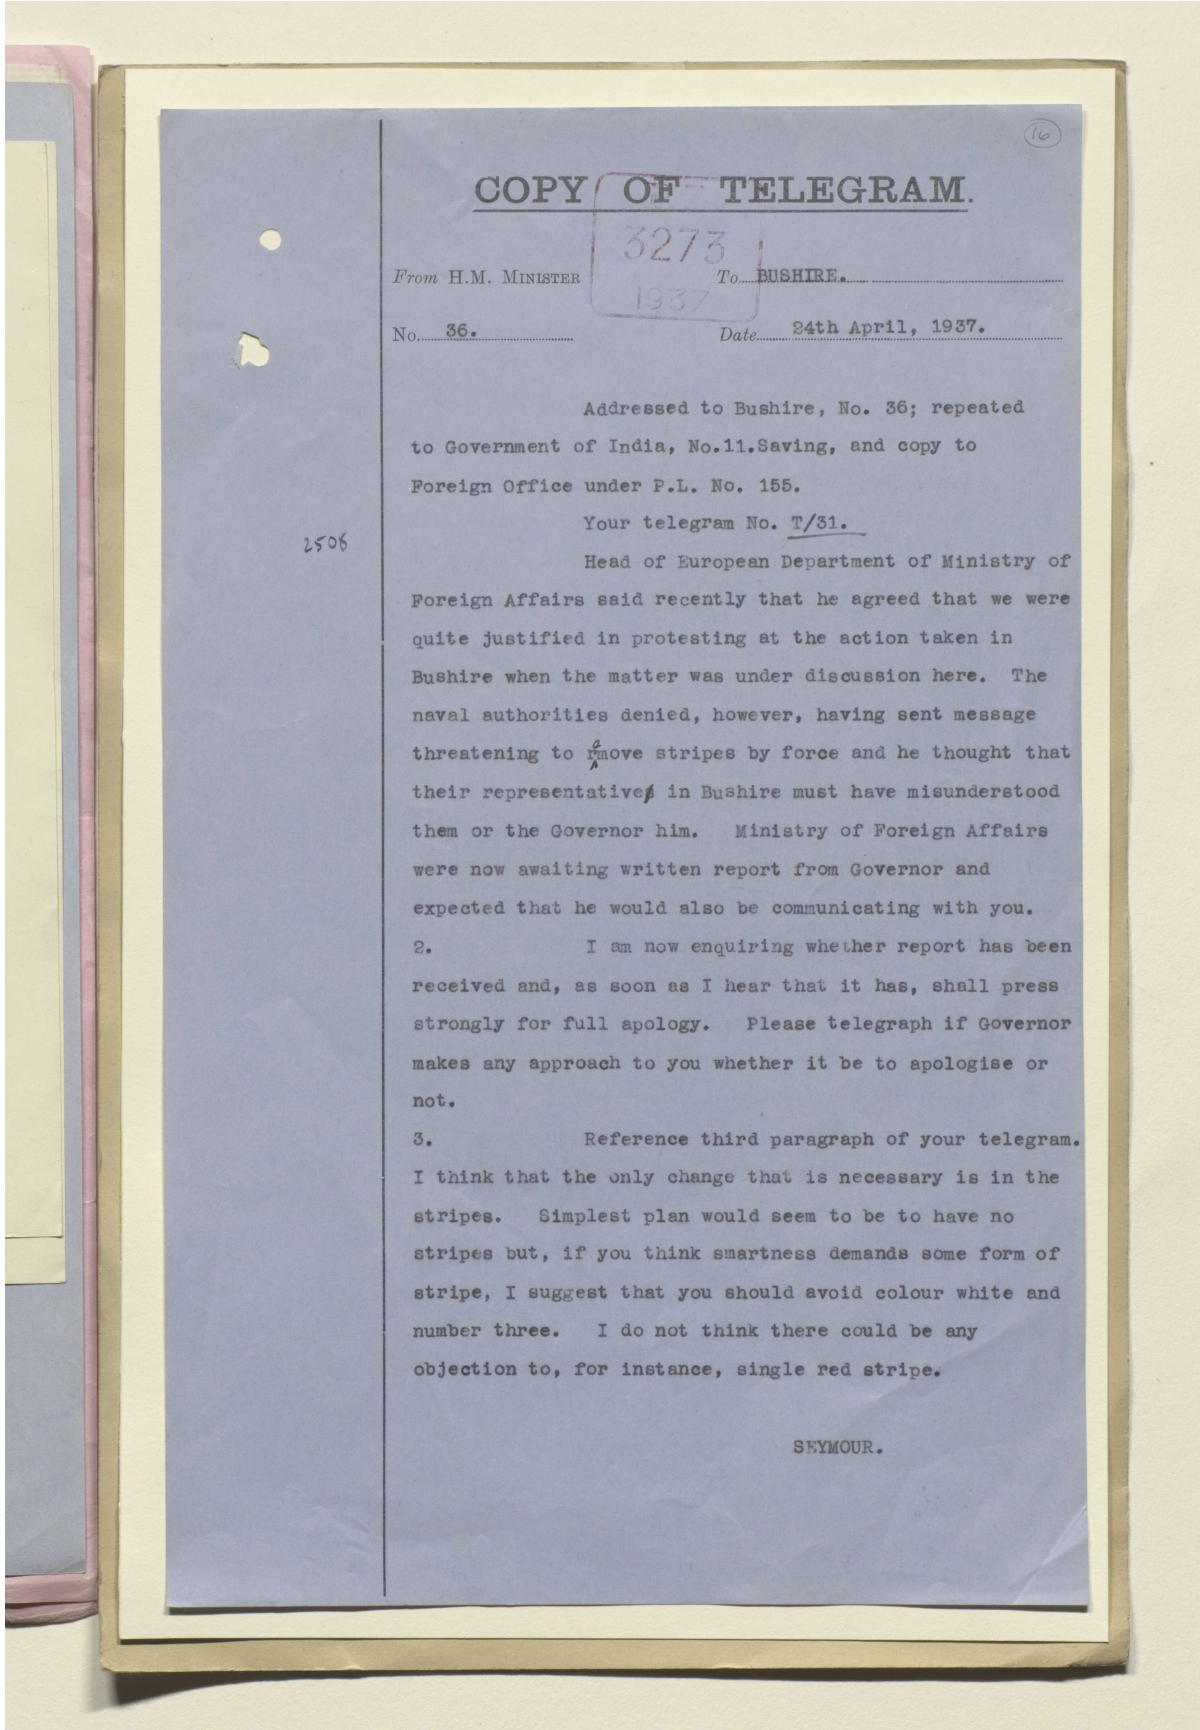 16
COPY OF TELEGRAM.
3273
1937
From H.M. MINISTER To BUSHIRE.
No. 36. Date 24th April, 1937.
Addressed to Bushire, No. 36; repeated
to Government of India, No.11.Saving, and copy to
Foreign Office under P.L. No. 155.
Your telegram No. T/31.
2508
Head of European Department of Ministry of
Foreign Affairs said recently that he agreed that we were
quite justified in protesting at the action taken in
Bushire when the matter was under discussion here. The
naval authorities denied, however, having sent message
threatening to remove stripes by force and he thought that
their representative in Bushire must have misunderstood
them or the Governor him. Ministry of Foreign Affairs
were now awaiting written report from Governor and
expected that he would also be communicating with you.
2. I am now enquiring whether report has been
received and, as soon as I hear that it has, shall press
strongly for full apology. Please telegraph if Governor
makes any approach to you whether it be to apologise or
not.
3. Reference third paragraph of your telegram.
I think that the only change that is necessary is in the
stripes. Simplest plan would seem to be to have no
stripes but, if you think smartness demands some form of
stripe, I suggest that you should avoid colour white and
number three. I do not think there could be any
objection to, for instance, single red stripe.
SEYMOUR.